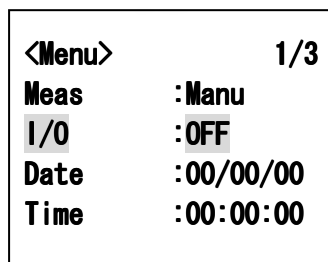 <Menu> 1/3
Meas :Manu
I/O :OFF
Date :00/00/00
Time :00:00:00